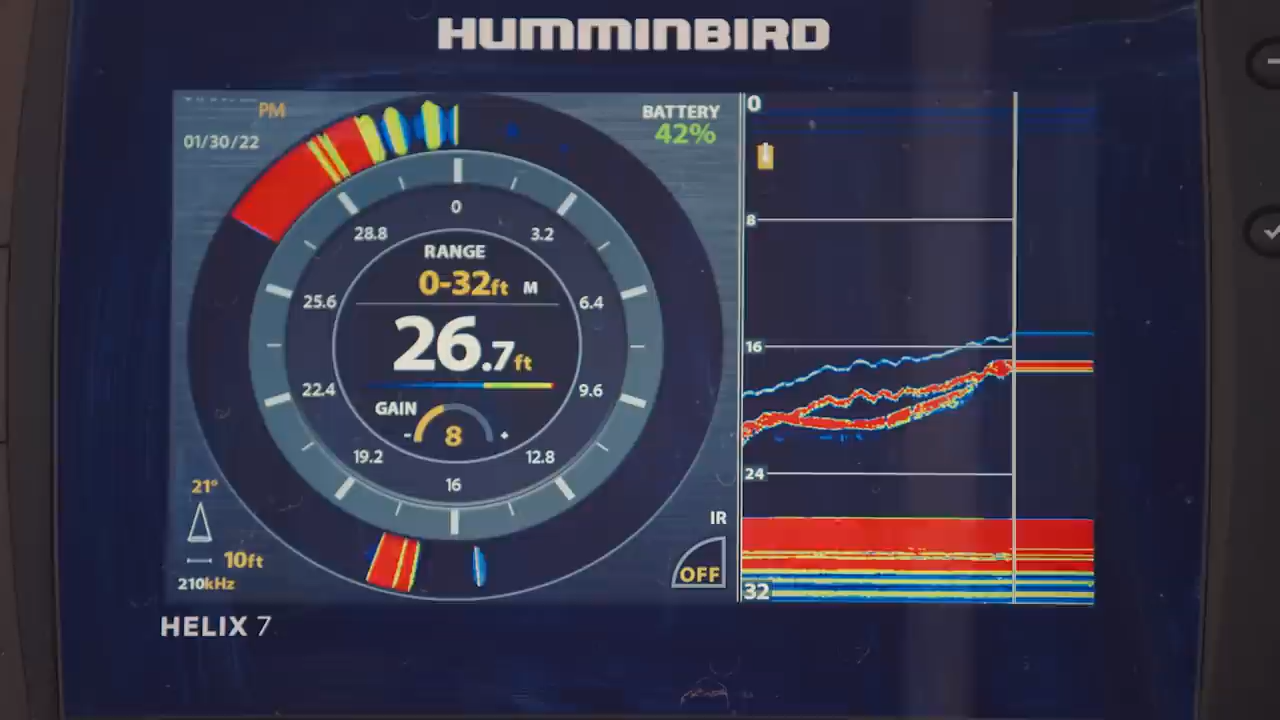 HUMMINBIRD
PM
01/30/22
BATTERY
42%
0
28.8
3.2
RANGE
0-32ft M
25.6
6.4
26.7ft
22.4
9.6
GAIN
- 8 +
19.2
12.8
16
21°
10ft
210kHz
IR
OFF
0
8
16
24
32
HELIX 7